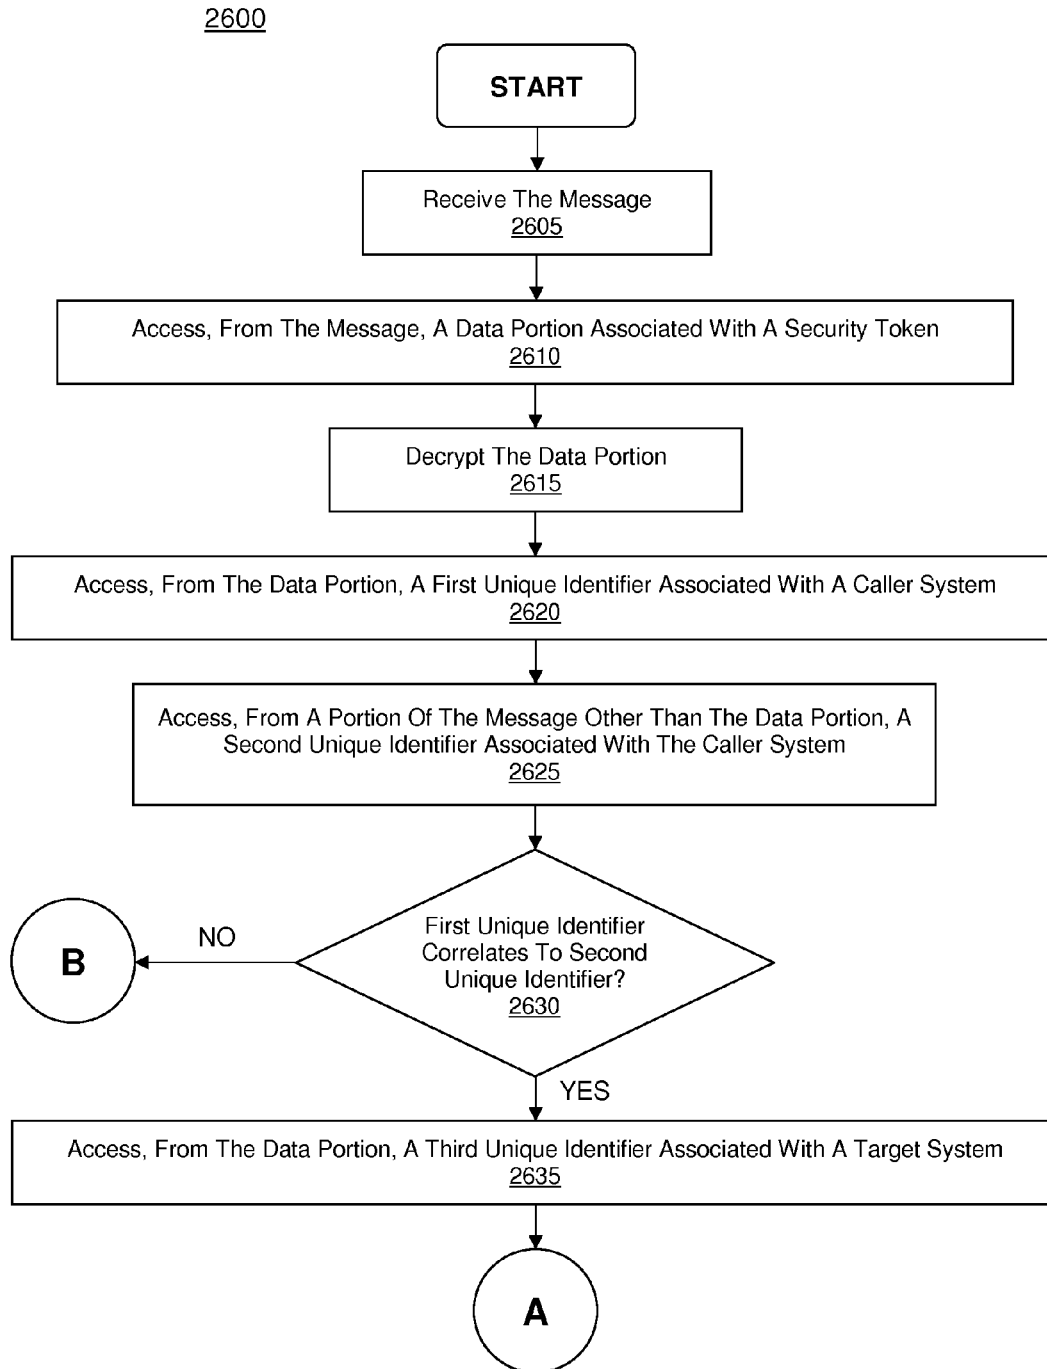 2600
START
Receive The Message
2605
Access, From The Message, A Data Portion Associated With A Security Token
2610
Decrypt The Data Portion
2615
Access, From The Data Portion, A First Unique Identifier Associated With A Caller System
2620
Access, From A Portion Of The Message Other Than The Data Portion, A
Second Unique Identifier Associated With The Caller System
2625
First Unique Identifier
Correlates To Second
Unique Identifier?
2630
NO
B
YES
Access, From The Data Portion, A Third Unique Identifier Associated With A Target System
2635
A